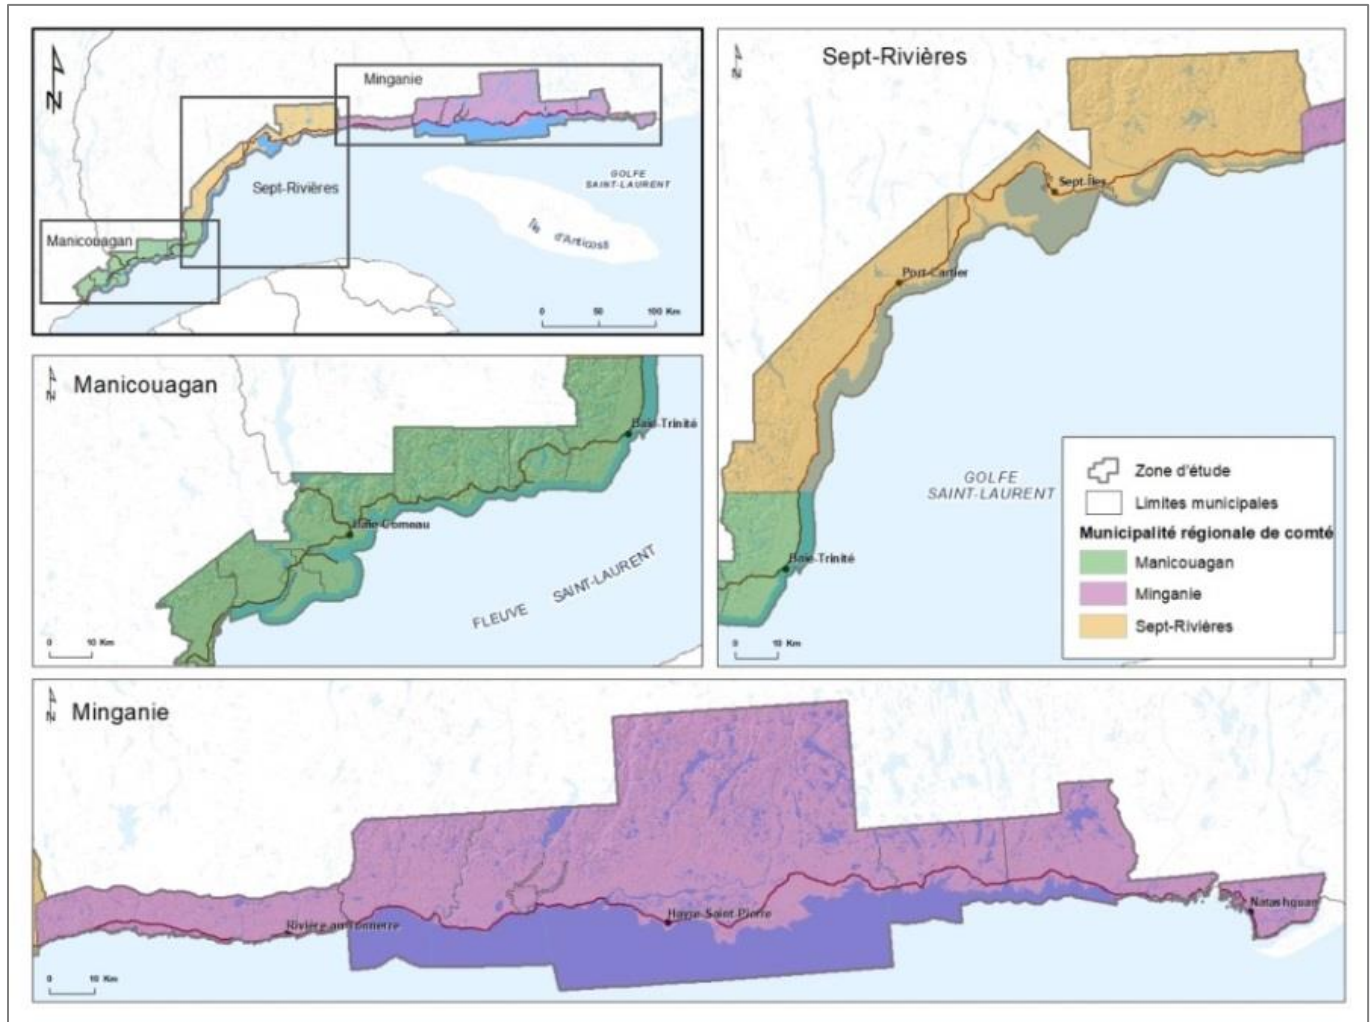 N
Minganie
Sept-Rivières
Manicouagan
GOLFE
SAINT-LAURENT
Île d'Anticosti
0 50 100 Km
N
Sept-Rivières
Sept-Îles
Port-Cartier
GOLFE
SAINT-LAURENT
Baie-Trinité
0 10 Km
Zone d'étude
Limites municipales
Municipalité régionale de comté
Manicouagan
Minganie
Sept-Rivières
N
Manicouagan
Baie-Trinité
Baie-Comeau
FLEUVE SAINT-LAURENT
0 10 Km
N
Minganie
Rivière-au-Tonnerre
Havre-Saint-Pierre
Natashquan
0 10 Km